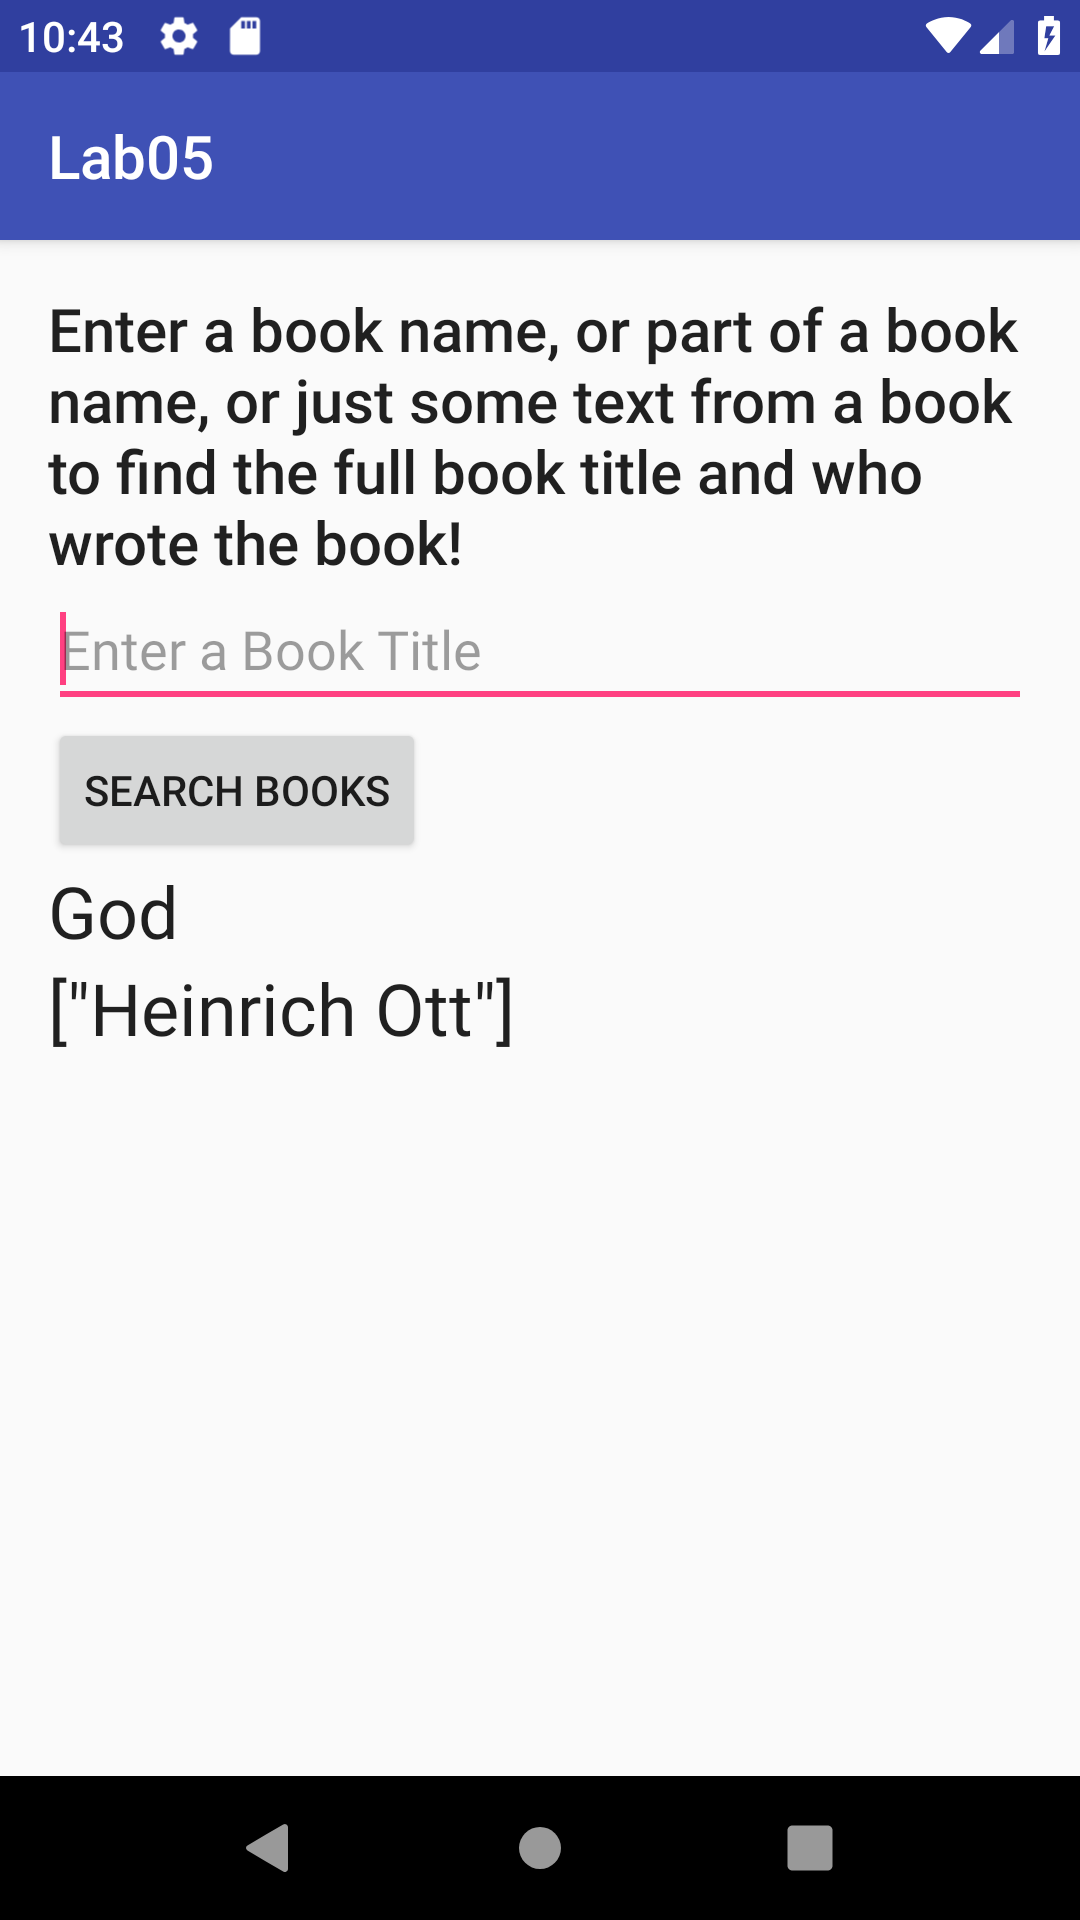 10:43
Lab05
Enter a book name, or part of a book
name, or just some text from a book
to find the full book title and who
wrote the book!
Enter a Book Title
SEARCH BOOKS
God
["Heinrich Ott"]